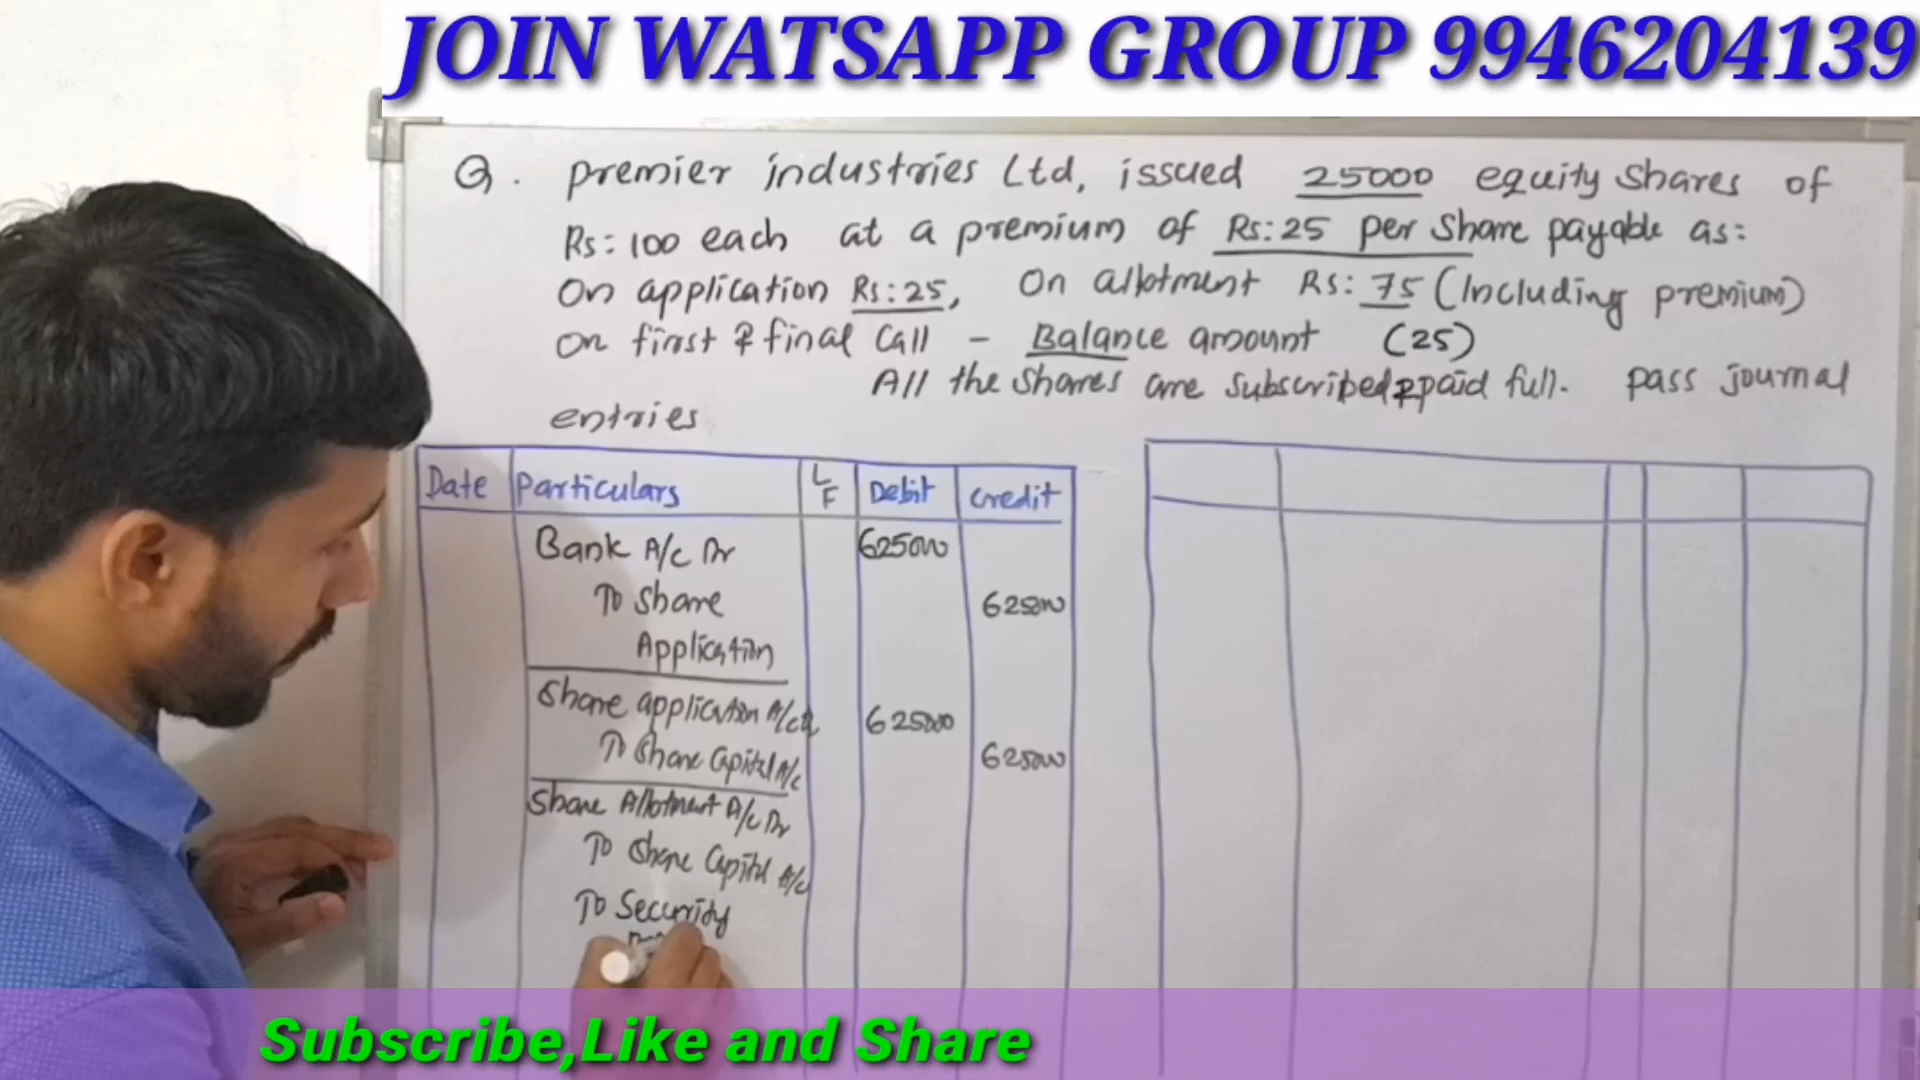 JOIN WATSAPP GROUP 9946204139
Q. Premier industries Ltd, issued 25000 equity shares of
Rs: 100 each at a premium of Rs: 25 per share payable as:
On application Rs: 25, On allotment Rs: 75 (Including premium)
On first & final Call - Balance amount (25)
All the shares are subscribed & paid full. pass journal
entries
Date Particulars L F Debit Credit
Bank A/c Dr 625000
To Share 625000
Application
Share application A/c Dr 625000
To Share Capital A/c 625000
Share Allotment A/c Dr
To Share Capital A/c
To Security
Subscribe,Like and Share